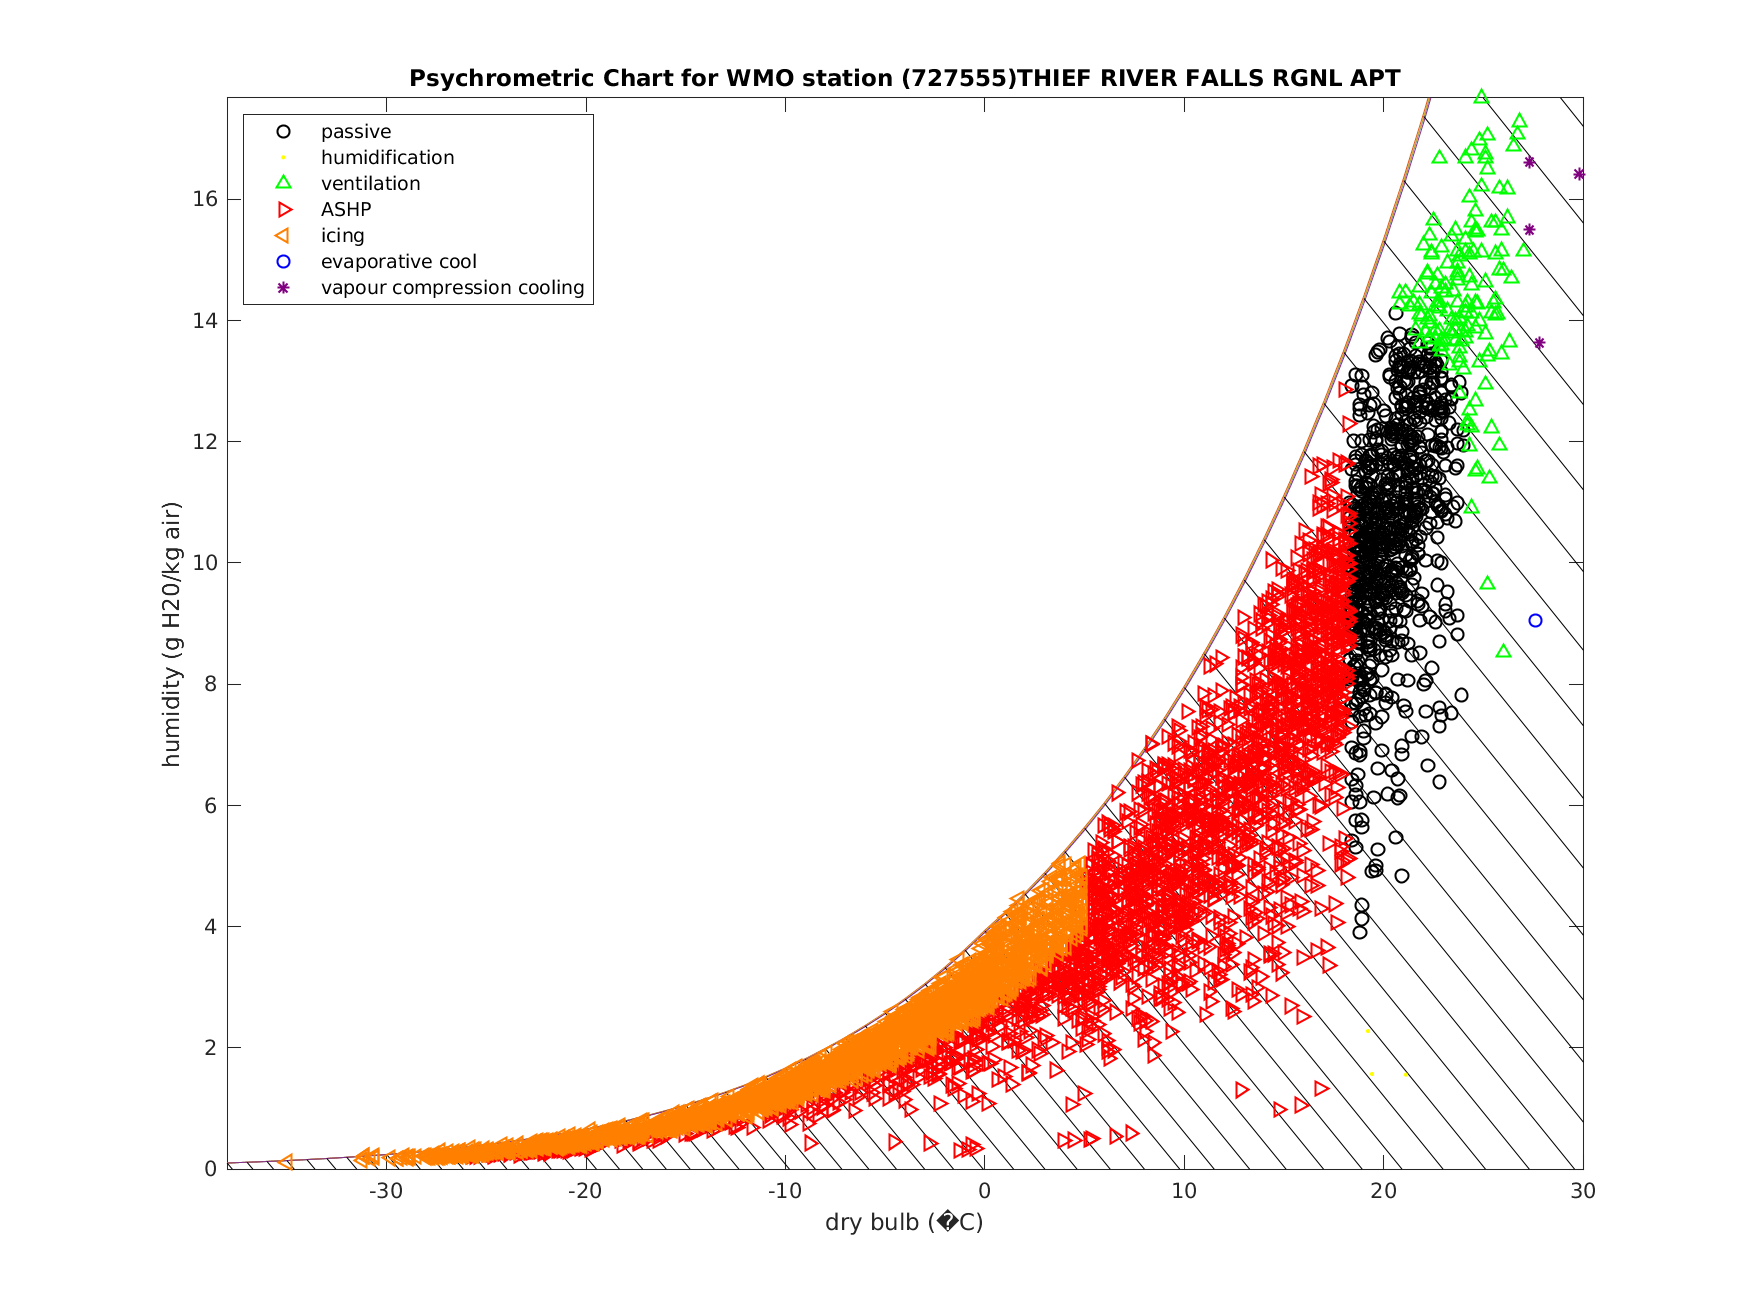 Psychrometric Chart for WMO station (727555)THIEF RIVER FALLS RGNL APT
passive
humidification
ventilation
ASHP
icing
evaporative cool
vapour compression cooling
humidity (g H20/kg air)
16
14
12
10
8
6
4
2
0
-30 -20 -10 0 10 20 30
dry bulb (�C)